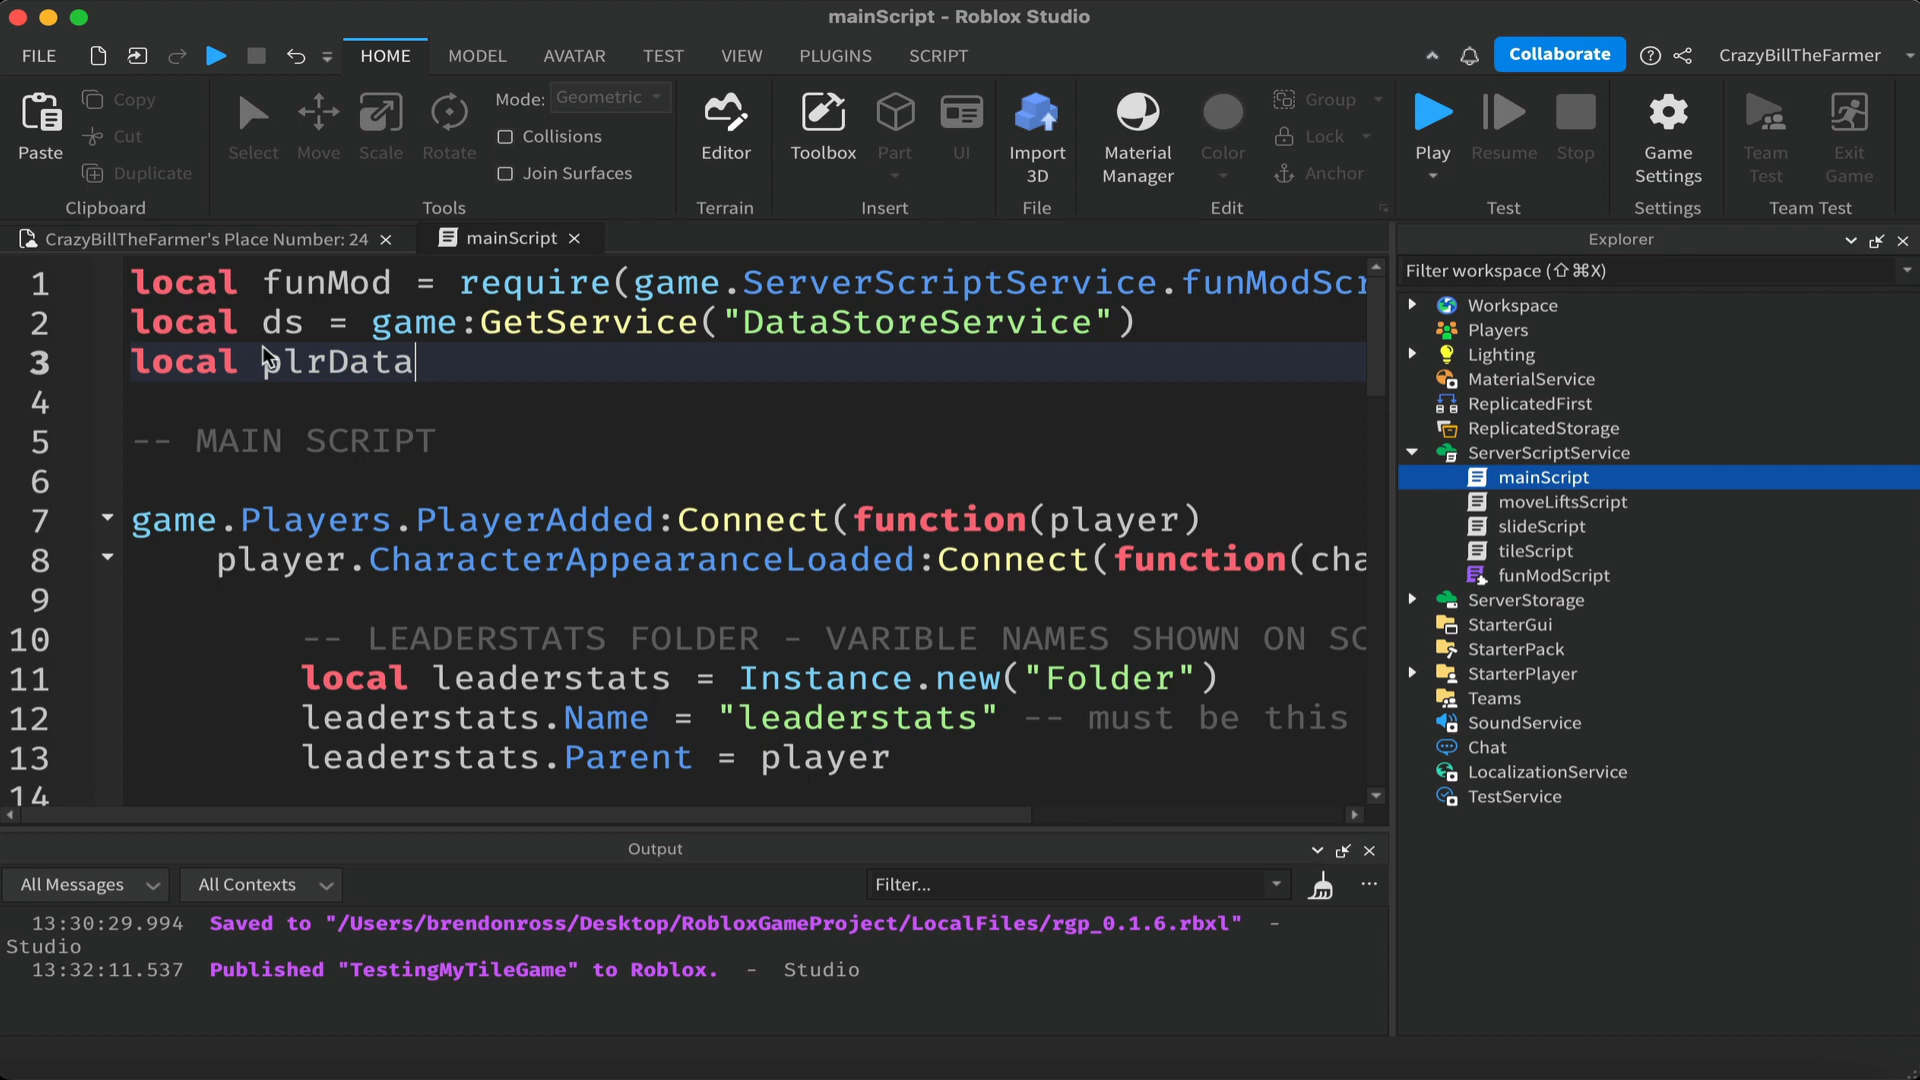 mainScript - Roblox Studio
FILE HOME MODEL AVATAR TEST VIEW PLUGINS SCRIPT Collaborate CrazyBillTheFarmer
Paste Copy Cut Duplicate Clipboard
Select Move Scale Rotate Mode: Geometric Collisions Join Surfaces Tools
Editor Terrain
Toolbox Part UI Insert
Import 3D File
Material Manager Color Group Lock Anchor Edit
Play Resume Stop Test
Game Settings Settings
Team Test Exit Game Team Test
CrazyBillTheFarmer's Place Number: 24 mainScript
1 local funMod = require(game.ServerScriptService.funModScr
2 local ds = game:GetService("DataStoreService")
3 local plrData
4
5 -- MAIN SCRIPT
6
7 game.Players.PlayerAdded:Connect(function(player)
8 player.CharacterAppearanceLoaded:Connect(function(cha
9
10 -- LEADERSTATS FOLDER - VARIBLE NAMES SHOWN ON SC
11 local leaderstats = Instance.new("Folder")
12 leaderstats.Name = "leaderstats" -- must be this
13 leaderstats.Parent = player
14
Output
All Messages All Contexts Filter...
13:30:29.994 Saved to "/Users/brendonross/Desktop/RobloxGameProject/LocalFiles/rgp_0.1.6.rbxl" -
Studio
13:32:11.537 Published "TestingMyTileGame" to Roblox. - Studio
Explorer
Filter workspace (⇧⌘X)
Workspace
Players
Lighting
MaterialService
ReplicatedFirst
ReplicatedStorage
ServerScriptService
mainScript
moveLiftsScript
slideScript
tileScript
funModScript
ServerStorage
StarterGui
StarterPack
StarterPlayer
Teams
SoundService
Chat
LocalizationService
TestService